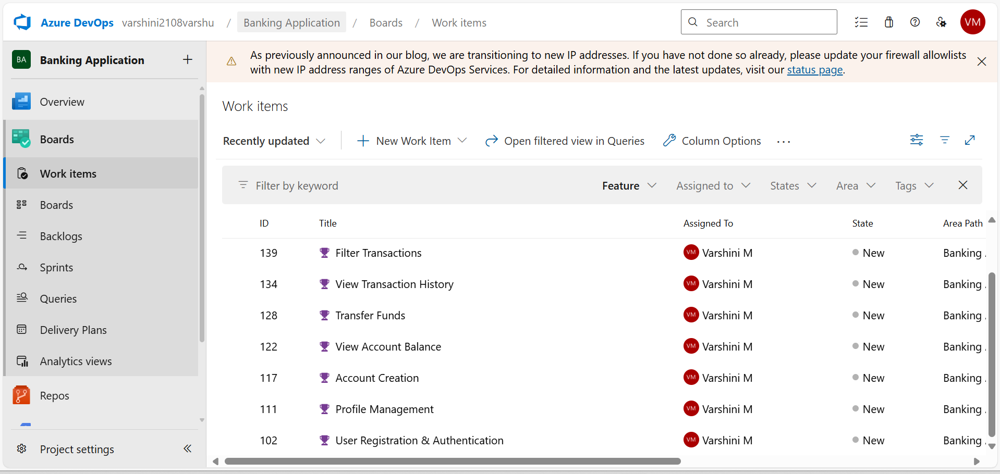 Azure DevOps varshini2108varshu / Banking Application / Boards / Work items
Search
VM
BA Banking Application
As previously announced in our blog, we are transitioning to new IP addresses. If you have not done so already, please update your firewall allowlists
with new IP address ranges of Azure DevOps Services. For detailed information and the latest updates, visit our status page.
Overview
Boards
Work items
Boards
Backlogs
Sprints
Queries
Delivery Plans
Analytics views
Repos
Project settings
Work items
Recently updated
New Work Item
Open filtered view in Queries
Column Options
Filter by keyword
Feature
Assigned to
States
Area
Tags
ID Title Assigned To State Area Path
139 Filter Transactions VM Varshini M New Banking
134 View Transaction History VM Varshini M New Banking
128 Transfer Funds VM Varshini M New Banking
122 View Account Balance VM Varshini M New Banking
117 Account Creation VM Varshini M New Banking
111 Profile Management VM Varshini M New Banking
102 User Registration & Authentication VM Varshini M New Banking